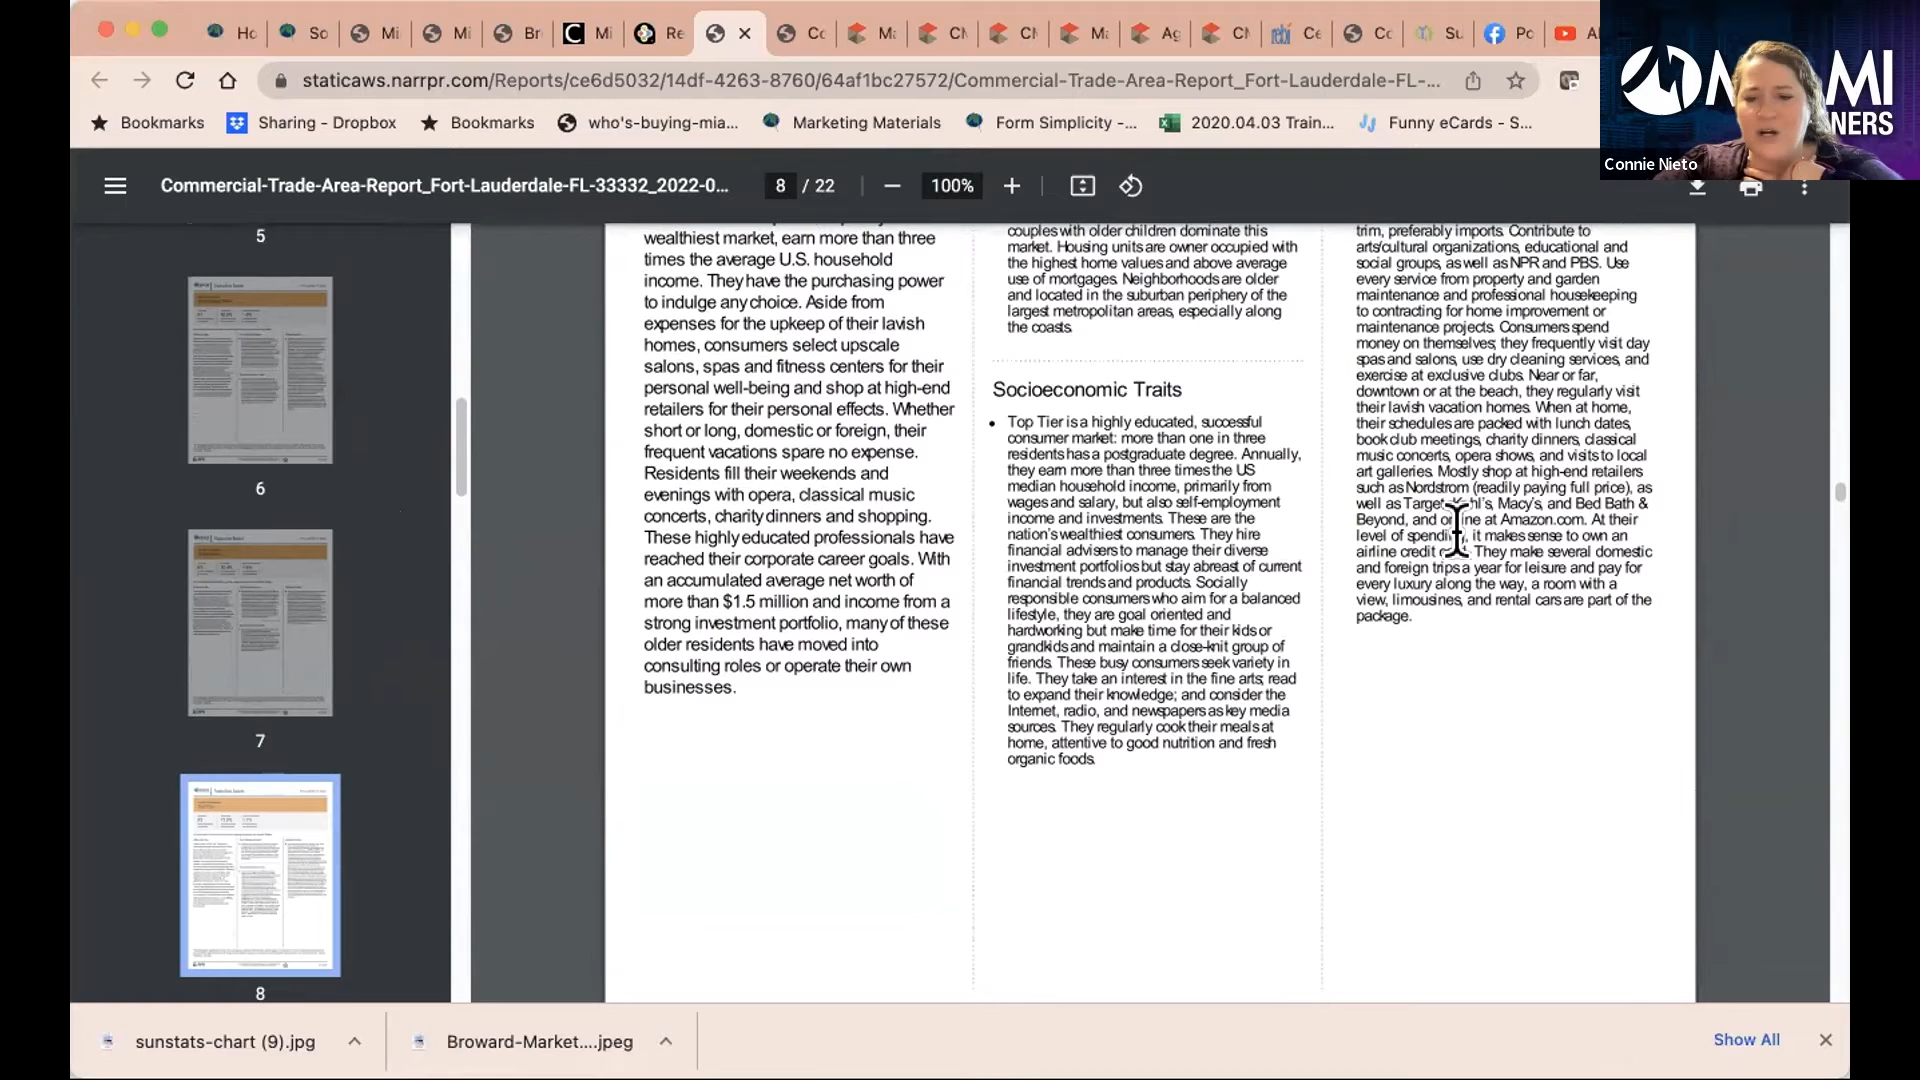 Ho
So
Mi
Mi
Br
Mi
Re
Co
Ma
Ch
Ch
Ma
Ag
Ch
Ce
Co
Su
Po
staticaws.narrpr.com/Reports/ce6d5032/14df-4263-8760/64af1bc27572/Commercial-Trade-Area-Report_Fort-Lauderdale-FL-...
Bookmarks
Sharing - Dropbox
Bookmarks
who's-buying-mia...
Marketing Materials
Form Simplicity -...
2020.04.03 Train...
Funny eCards - S...
NERS
Connie Nieto
Commercial-Trade-Area-Report_Fort-Lauderdale-FL-33332_2022-0...
8 / 22
100%
5
6
7
8
wealthiest market, earn more than three
times the average U.S. household
income. They have the purchasing power
to indulge any choice. Aside from
expenses for the upkeep of their lavish
homes, consumers select upscale
salons, spas and fitness centers for their
personal well-being and shop at high-end
retailers for their personal effects. Whether
short or long, domestic or foreign, their
frequent vacations spare no expense.
Residents fill their weekends and
evenings with opera, classical music
concerts, charity dinners and shopping.
These highly educated professionals have
reached their corporate career goals. With
an accumulated average net worth of
more than $1.5 million and income from a
strong investment portfolio, many of these
older residents have moved into
consulting roles or operate their own
businesses.
couples with older children dominate this
market. Housing units are owner occupied with
the highest home values and above average
use of mortgages. Neighborhoods are older
and located in the suburban periphery of the
largest metropolitan areas, especially along
the coasts.
Socioeconomic Traits
• Top Tier is a highly educated, successful
consumer market: more than one in three
residents has a postgraduate degree. Annually,
they earn more than three times the US
median household income, primarily from
wages and salary, but also self-employment
income and investments. These are the
nation's wealthiest consumers. They hire
financial advisers to manage their diverse
investment portfolios but stay abreast of current
financial trends and products. Socially
responsible consumers who aim for a balanced
lifestyle, they are goal oriented and
hardworking but make time for their kids or
grandkids and maintain a close-knit group of
friends. These busy consumers seek variety in
life. They take an interest in the fine arts; read
to expand their knowledge; and consider the
Internet, radio, and newspapers as key media
sources. They regularly cook their meals at
home, attentive to good nutrition and fresh
organic foods.
trim, preferably imports. Contribute to
arts/cultural organizations, educational and
social groups, as well as NPR and PBS. Use
every service from property and garden
maintenance and professional housekeeping
to contracting for home improvement or
maintenance projects. Consumers spend
money on themselves; they frequently visit day
spas and salons, use dry cleaning services, and
exercise at exclusive clubs. Near or far,
downtown or at the beach, they regularly visit
their lavish vacation homes. When at home,
their schedules are packed with lunch dates,
book club meetings, charity dinners, classical
music concerts, opera shows, and visits to local
art galleries. Mostly shop at high-end retailers
such as Nordstrom (readily paying full price), as
well as Target, Kohl's, Macy's, and Bed Bath &
Beyond, and online at Amazon.com. At their
level of spending, it makes sense to own an
airline credit They make several domestic
and foreign trips a year for leisure and pay for
every luxury along the way, a room with a
view, limousines, and rental cars are part of the
package.
sunstats-chart (9).jpg
Broward-Market....jpeg
Show All